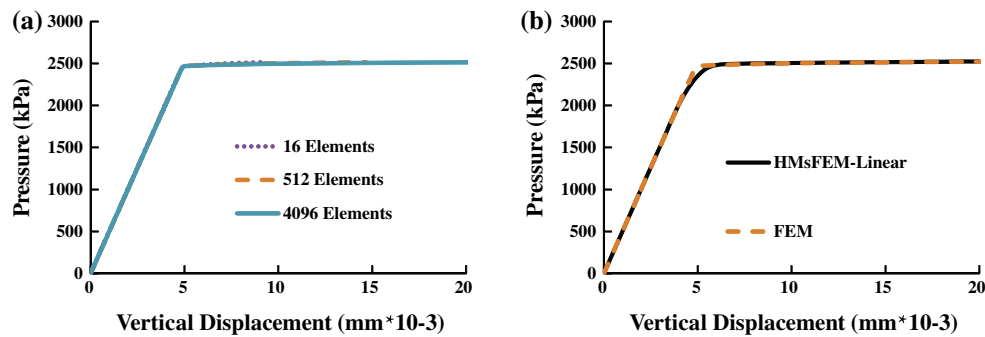 (a)
3000
2500
2000
1500
1000
500
0
Pressure (kPa)
16 Elements
512 Elements
4096 Elements
0 5 10 15 20
Vertical Displacement (mm*10-3)
(b)
3000
2500
2000
1500
1000
500
0
Pressure (kPa)
HMsFEM-Linear
FEM
0 5 10 15 20
Vertical Displacement (mm*10-3)